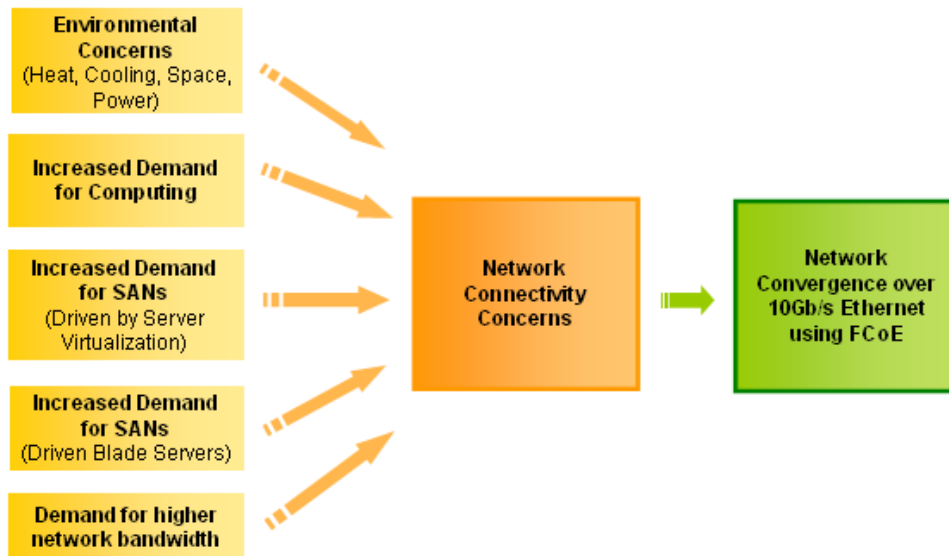 Environmental
Concerns
(Heat, Cooling, Space,
Power)
Increased Demand
for Computing
Increased Demand
for SANs
(Driven by Server
Virtualization)
Increased Demand
for SANs
(Driven Blade Servers)
Demand for higher
network bandwidth
Network
Connectivity
Concerns
Network
Convergence over
10Gb/s Ethernet
using FCoE